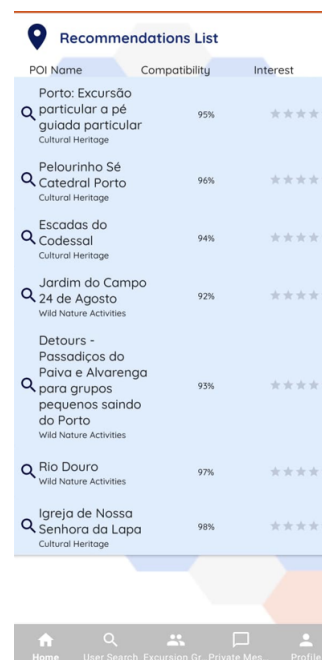 Recommendations List
POI Name Compatibility Interest
Porto: Excursão
particular a pé
guiada particular
Cultural Heritage
95%
Pelourinho Sé
Catedral Porto
Cultural Heritage
96%
Escadas do
Codessal
Cultural Heritage
94%
Jardim do Campo
24 de Agosto
Wild Nature Activities
92%
Detours -
Passadiços do
Paiva e Alvarenga
para grupos
pequenos saindo
do Porto
Wild Nature Activities
93%
Rio Douro
Wild Nature Activities
97%
Igreja de Nossa
Senhora da Lapa
Cultural Heritage
98%
Home User Search Excursion Gr.. Private Mes.. Profile